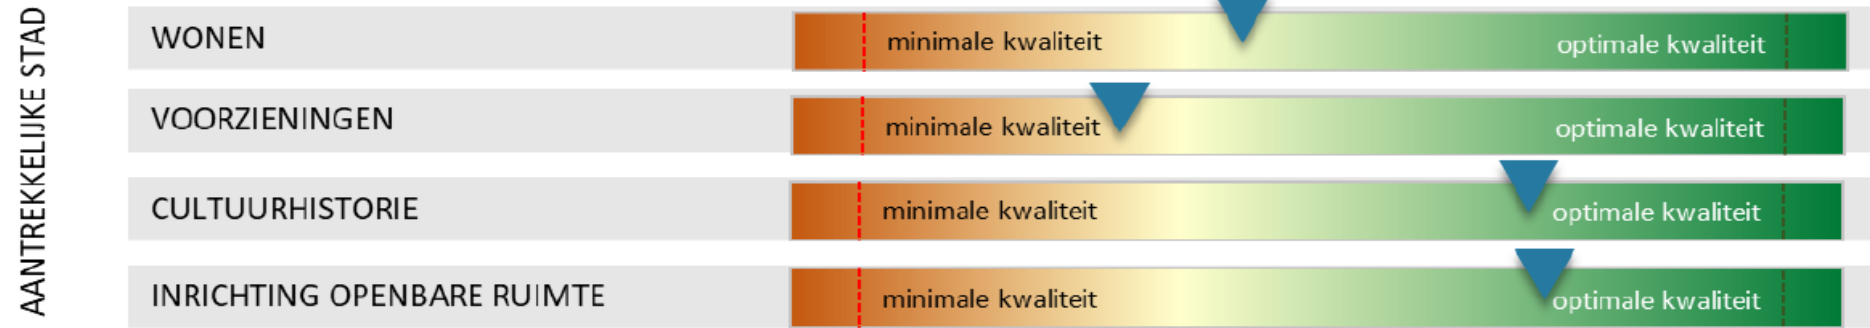 AANTREKKELIJKE STAD
WONEN minimale kwaliteit optimale kwaliteit
VOORZIENINGEN minimale kwaliteit optimale kwaliteit
CULTUURHISTORIE minimale kwaliteit optimale kwaliteit
INRICHTING OPENBARE RUIMTE minimale kwaliteit optimale kwaliteit